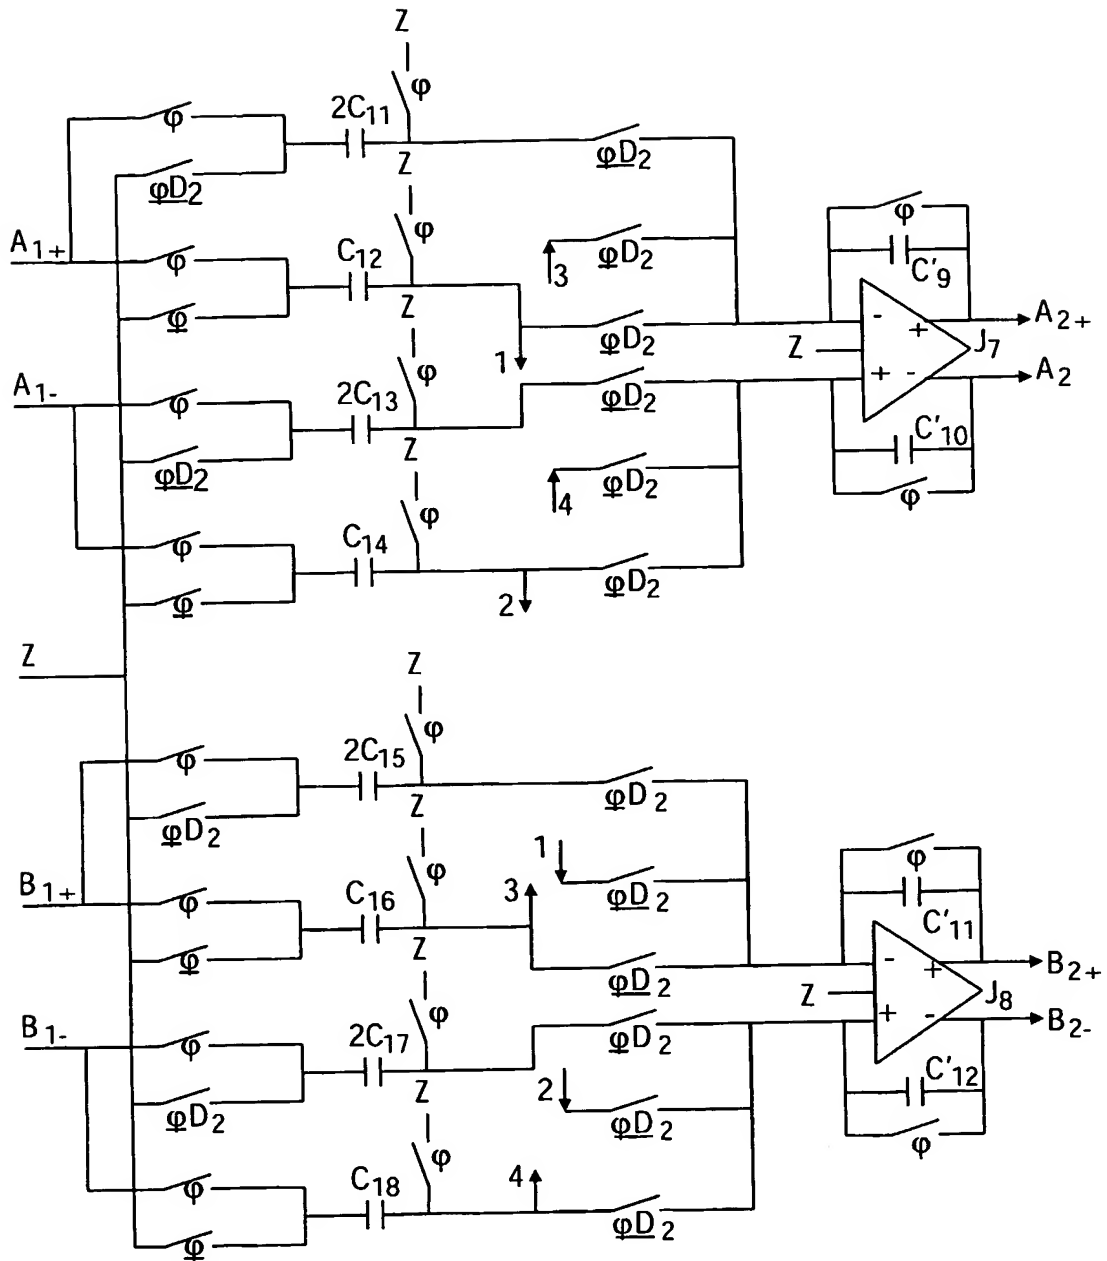 Z
φ
2C11
φ
Z
φD2
φD2
A1+
φ
C12
φ
Z
φ
3
φD2
φ
C'9
φ
1
φD2
-
+
Z
J7
A2+
A1-
φ
2C13
φ
Z
φD2
+
-
A2
φD2
4
φD2
C'10
φ
φ
C14
φ
φ
2
φD2
Z
Z
φ
2C15
φ
Z
φD2
φD2
B1+
φ
C16
φ
Z
3
1
φD2
φ
C'11
φ
φD2
-
+
Z
J8
B2+
B1-
φ
2C17
φ
Z
φD2
+
-
B2-
φD2
2
φD2
C'12
φ
φ
C18
φ
4
φD2
φ